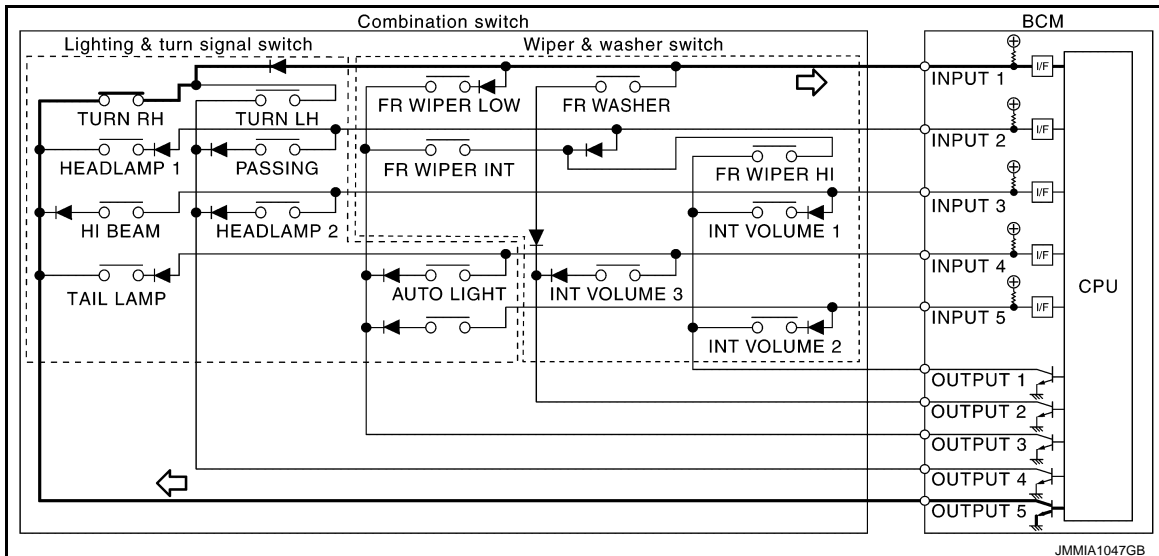 Combination switch
BCM
Lighting & turn signal switch
Wiper & washer switch
INPUT 1
I/F
TURN RH
TURN LH
FR WIPER LOW
FR WASHER
INPUT 2
I/F
HEADLAMP 1
PASSING
FR WIPER INT
FR WIPER HI
INPUT 3
I/F
HI BEAM
HEADLAMP 2
INT VOLUME 1
INPUT 4
I/F
TAIL LAMP
AUTO LIGHT
INT VOLUME 3
CPU
INPUT 5
I/F
INT VOLUME 2
OUTPUT 1
OUTPUT 2
OUTPUT 3
OUTPUT 4
OUTPUT 5
JMMIA1047GB